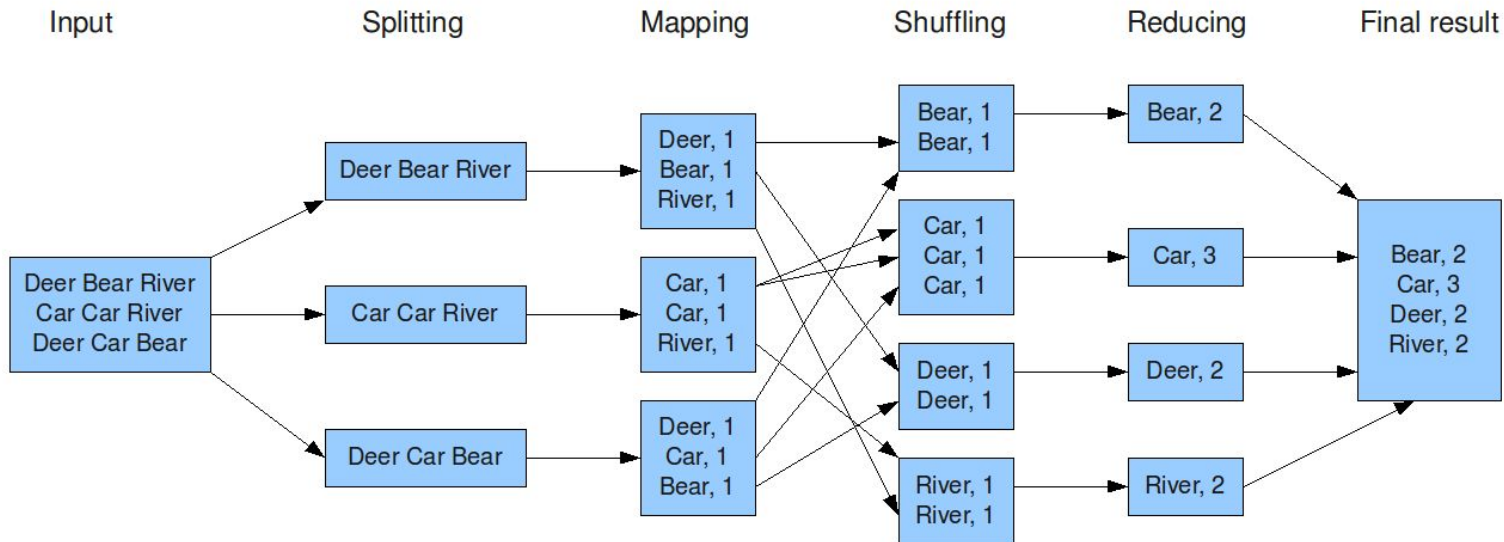 Input
Splitting
Mapping
Shuffling
Reducing
Final result
Deer Bear River
Car Car River
Deer Car Bear
Deer Bear River
Car Car River
Deer Car Bear
Deer, 1
Bear, 1
River, 1
Car, 1
Car, 1
River, 1
Deer, 1
Car, 1
Bear, 1
Bear, 1
Bear, 1
Car, 1
Car, 1
Car, 1
Deer, 1
Deer, 1
River, 1
River, 1
Bear, 2
Car, 3
Deer, 2
River, 2
Bear, 2
Car, 3
Deer, 2
River, 2